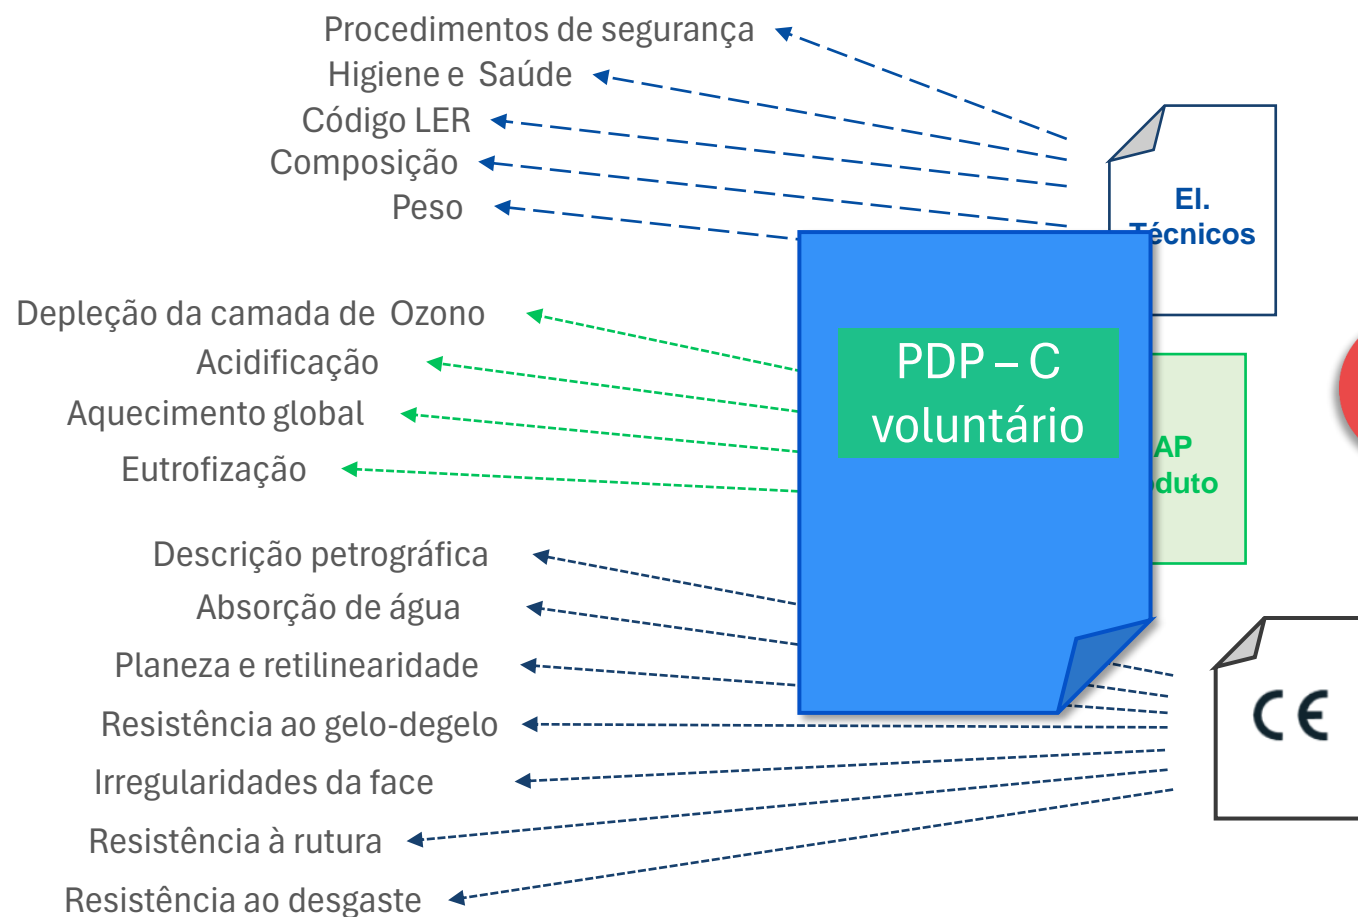 Procedimentos de segurança
Higiene e Saúde
Código LER
Composição
Peso
El.
Técnicos
Depleção da camada de Ozono
Acidificação
Aquecimento global
Eutrofização
PDP – C
voluntário
AP
oduto
Descrição petrográfica
Absorção de água
Planeza e retilinearidade
Resistência ao gelo-degelo
Irregularidades da face
Resistência à rutura
Resistência ao desgaste
CE